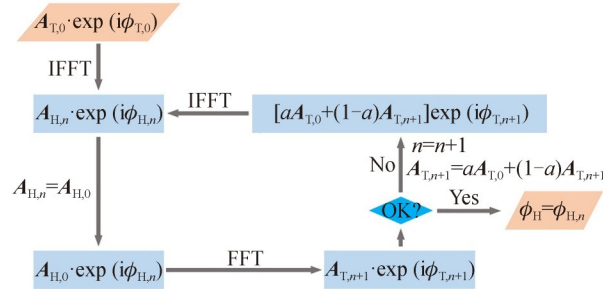 A_T,0·exp (iϕ_T,0)
IFFT
A_H,n·exp (iϕ_H,n)
IFFT
[aA_T,0+(1−a)A_T,n+1]exp (iϕ_T,n+1)
n=n+1
No
A_T,n+1=aA_T,0+(1−a)A_T,n+1
A_H,n=A_H,0
OK?
Yes
ϕ_H=ϕ_H,n
A_H,0·exp (iϕ_H,n)
FFT
A_T,n+1·exp (iϕ_T,n+1)